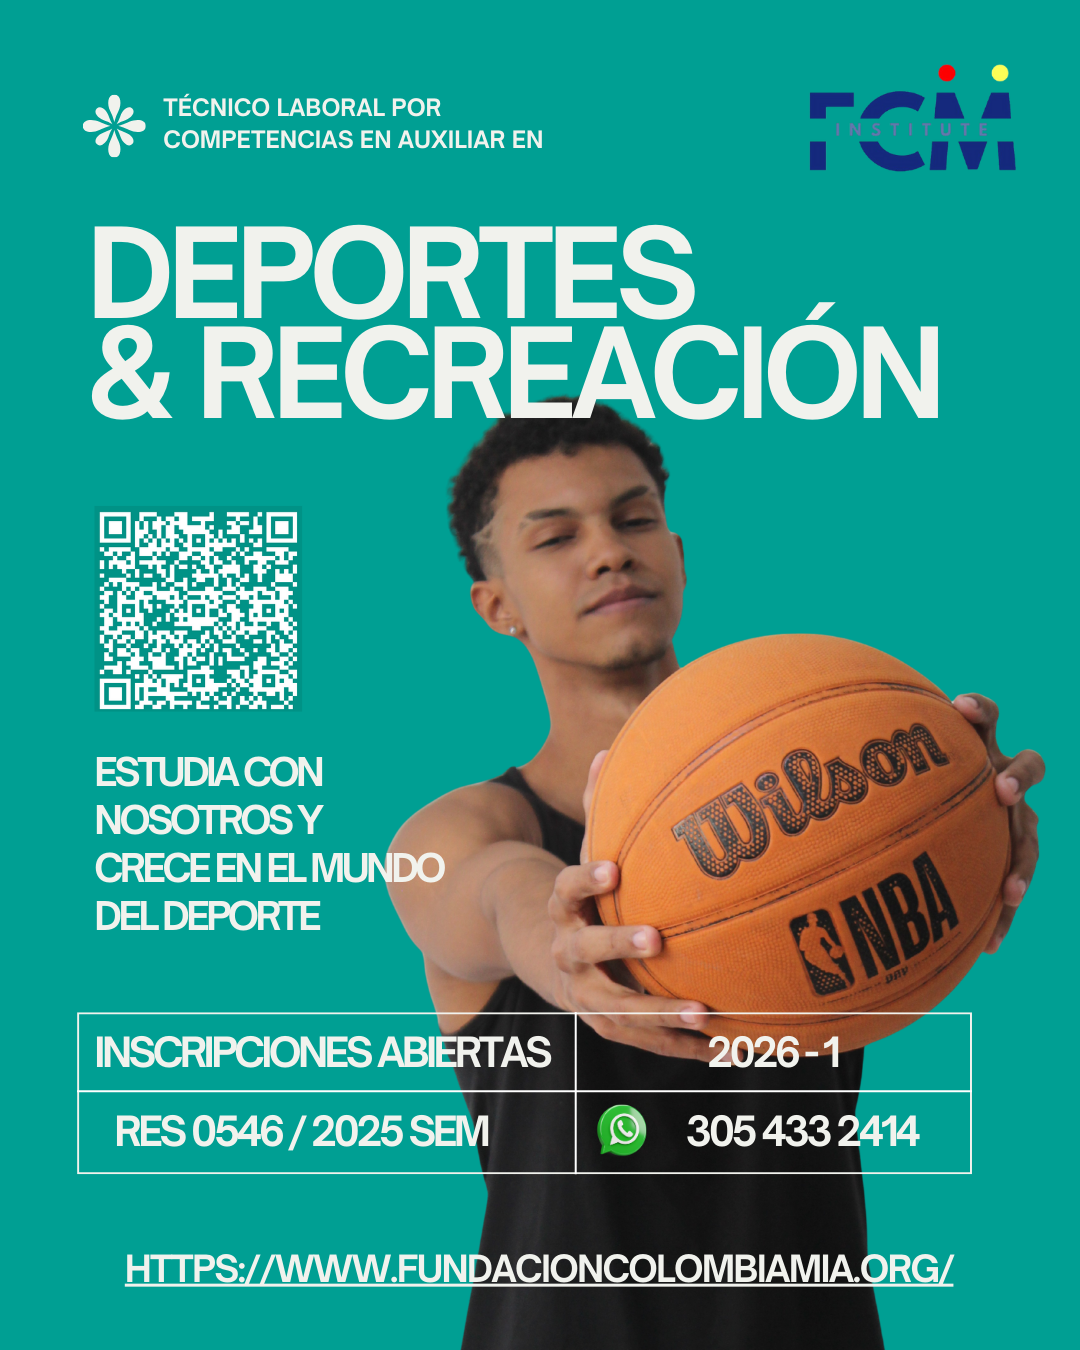 TÉCNICO LABORAL POR
COMPETENCIAS EN AUXILIAR EN
FCM
INSTITUTE
DEPORTES
& RECREACIÓN
ESTUDIA CON
NOSOTROS Y
CRECE EN EL MUNDO
DEL DEPORTE
Wilson
NBA
DRV
INSCRIPCIONES ABIERTAS
2026 - 1
RES 0546 / 2025 SEM
305 433 2414
HTTPS://WWW.FUNDACIONCOLOMBIAMIA.ORG/